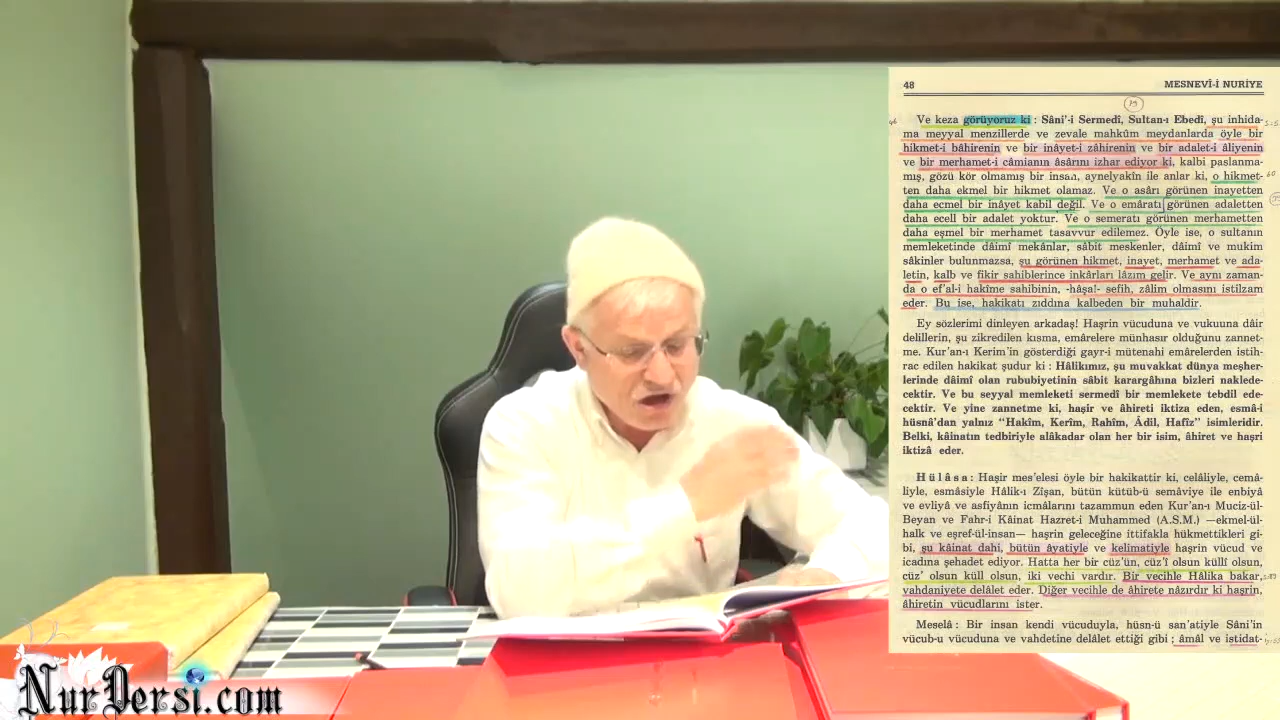 48 MESNEVÎ-İ NURİYE
Ve keza görüyoruz ki : Sâni'-i Sermedî, Sultan-ı Ebedî, şu inhida-
ma meyyal menzillerde ve zevale mahkûm meydanlarda öyle bir
hikmet-i bâhirenin ve bir inâyet-i zâhirenin ve bir adalet-i âliyenin
ve bir merhamet-i câmianın âsarını izhar ediyor ki, kalbi paslanma-
mış, gözü kör olmamış bir insan, aynelyakîn ile anlar ki, o hikmet-
ten daha ekmel bir hikmet olamaz. Ve o asârı görünen inayetten
daha ecmel bir inâyet kabil değil. Ve o emâratı görünen adaletten
daha ecell bir adalet yoktur. Ve o semeratı görünen merhametten
daha eşmel bir merhamet tasavvur edilemez. Öyle ise, o sultanın
memleketinde dâimî mekânlar, sâbit meskenler, dâimî ve mukim
sâkinler bulunmazsa, şu görünen hikmet, inayet, merhamet ve ada-
letin, kalb ve fikir sahiblerince inkârları lâzım gelir. Ve aynı zaman-
da o ef'al-i hakîme sahibinin, -hâşa!- sefih, zâlim olmasını istilzam
eder. Bu ise, hakikatı zıddına kalbeden bir muhaldir.
Ey sözlerimi dinleyen arkadaş! Haşrin vücuduna ve vukuuna dâir
delillerin, şu zikredilen kısma, emârelere münhasır olduğunu zannet-
me. Kur'an-ı Kerim'in gösterdiği gayr-i mütenahi emârelerden istih-
rac edilen hakikat şudur ki : Hâlikımız, şu muvakkat dünya meşher-
lerinde dâimî olan rububiyetinin sâbit karargâhına bizleri naklede-
cektir. Ve bu seyyal memleketi sermedî bir memlekete tebdil ede-
cektir. Ve yine zannetme ki, haşir ve âhireti iktiza eden, esmâ-i
hüsnâ'dan yalnız "Hakîm, Kerîm, Rahîm, Âdil, Hafîz" isimleridir.
Belki, kâinatın tedbiriyle alâkadar olan her bir isim, âhiret ve haşri
iktizâ eder.
Hülâsa : Haşir mes'elesi öyle bir hakikattir ki, celâliyle, cemâ-
liyle, esmâsiyle Hâlik-ı Zîşan, bütün kütüb-ü semâviye ile enbiyâ
ve evliyâ ve asfiyânın icmâlarını tazammun eden Kur'an-ı Muciz-ül-
Beyan ve Fahr-i Kâinat Hazret-i Muhammed (A.S.M.) —ekmel-ül-
halk ve eşref-ül-insan— haşrin geleceğine ittifakla hükmettikleri gi-
bi, şu kâinat dahi, bütün âyatiyle ve kelimatiyle haşrin vücud ve
icadına şehadet ediyor. Hatta her bir cüz'ün, cüz'î olsun küllî olsun,
cüz' olsun küll olsun, iki vechi vardır. Bir vecihle Hâlika bakar,
vahdaniyete delâlet eder. Diğer vecihle de âhirete nâzırdır ki haşrin,
âhiretin vücudlarını ister.
Meselâ : Bir insan kendi vücuduyla, hüsn-ü san'atiyle Sâni'in
vücub-u vücuduna ve vahdetine delâlet ettiği gibi ; âmâl ve istidat-
NurDersi.com